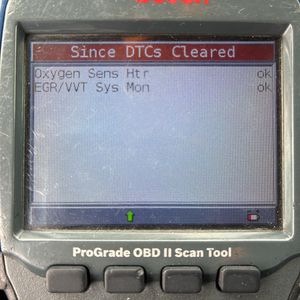 Since DTCs Cleared
Oxygen Sens Htr ok
EGR/VVT Sys Mon ok
ProGrade OBD II Scan Tool